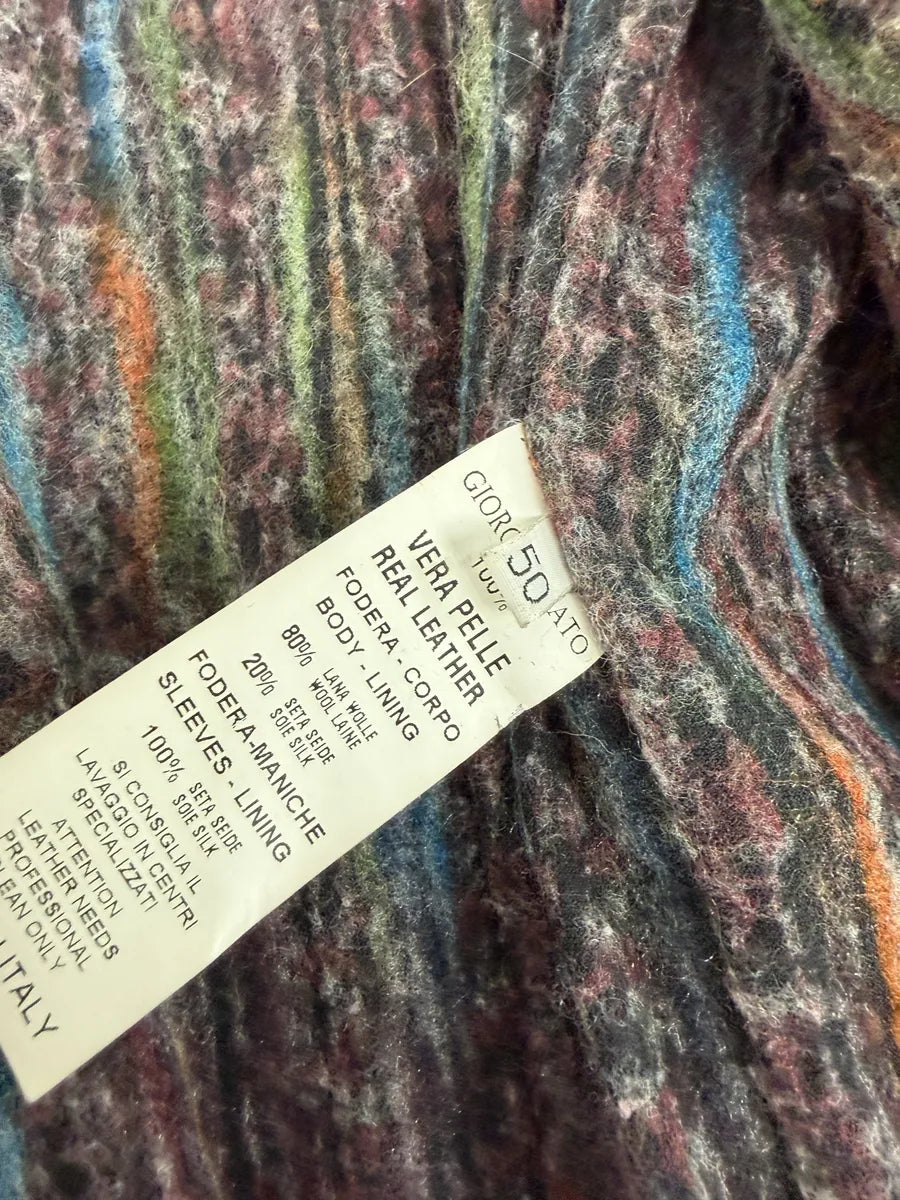 GIORG
ATO
50
100%
VERA PELLE
REAL LEATHER
FODERA - CORPO
BODY - LINING
80% LANA WOLLE
WOOL LAINE
20% SETA SEIDE
SOIE SILK
FODERA-MANICHE
SLEEVES - LINING
100% SETA SEIDE
SOIE SILK
SI CONSIGLIA IL
LAVAGGIO IN CENTRI
SPECIALIZZATI
ATTENTION
LEATHER NEEDS
PROFESSIONAL
LEAN ONLY
ITALY